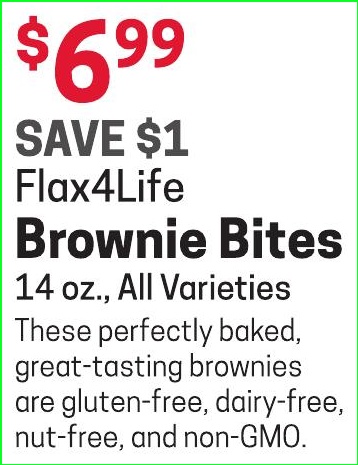 $6.99
SAVE $1
Flax4Life
Brownie Bites
14 oz., All Varieties
These perfectly baked,
great-tasting brownies
are gluten-free, dairy-free,
nut-free, and non-GMO.